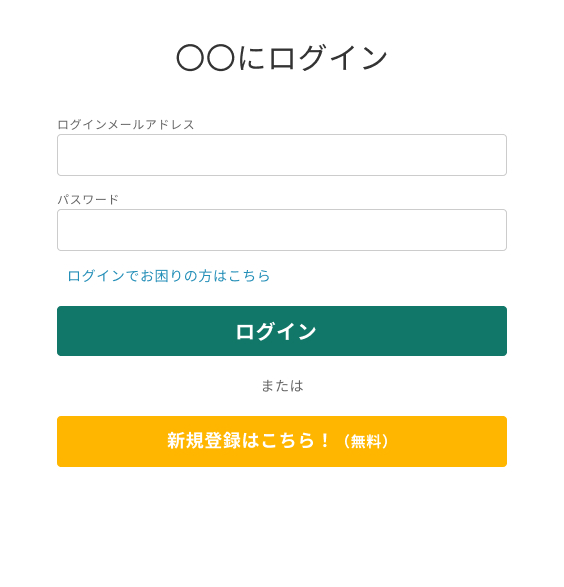 〇〇にログイン
ログインメールアドレス
パスワード
ログインでお困りの方はこちら
ログイン
または
新規登録はこちら！（無料）